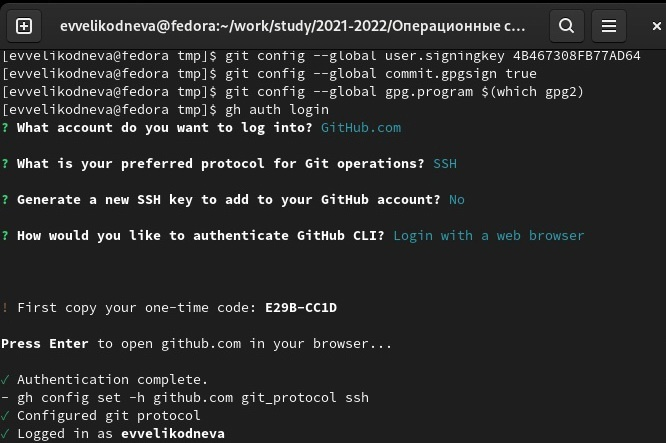 evvelikodneva@fedora:~/work/study/2021-2022/Операционные с...
[evvelikodneva@fedora tmp]$ git config --global user.signingkey 4B467308FB77AD64
[evvelikodneva@fedora tmp]$ git config --global commit.gpgsign true
[evvelikodneva@fedora tmp]$ git config --global gpg.program $(which gpg2)
[evvelikodneva@fedora tmp]$ gh auth login
? What account do you want to log into? GitHub.com
? What is your preferred protocol for Git operations? SSH
? Generate a new SSH key to add to your GitHub account? No
? How would you like to authenticate GitHub CLI? Login with a web browser
! First copy your one-time code: E29B-CC1D
Press Enter to open github.com in your browser...
✓ Authentication complete.
- gh config set -h github.com git_protocol ssh
✓ Configured git protocol
✓ Logged in as evvelikodneva